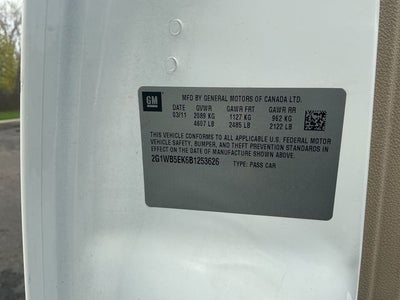 GM
MFD BY GENERAL MOTORS OF CANADA LTD.
DATE GVWR GAWR FRT GAWR RR
03/11 2089 KG 1127 KG 962 KG
4607 LB 2485 LB 2122 LB
THIS VEHICLE CONFORMS TO ALL APPLICABLE U.S. FEDERAL MOTOR
VEHICLE SAFETY, BUMPER, AND THEFT PREVENTION STANDARDS IN
EFFECT ON THE DATE OF MANUFACTURE SHOWN ABOVE.
2G1WB5EK6B1253626 TYPE: PASS CAR